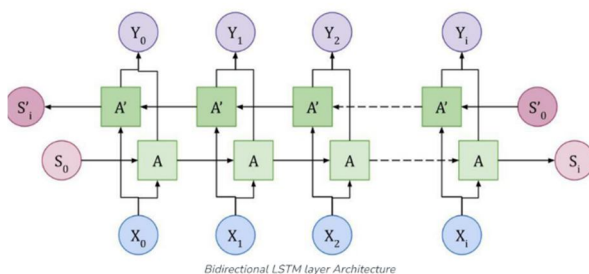 Y₀ Y₁ Y₂ Yᵢ
S'ᵢ A' A' A' A' S'₀
S₀ A A A A Sᵢ
X₀ X₁ X₂ Xᵢ
Bidirectional LSTM layer Architecture